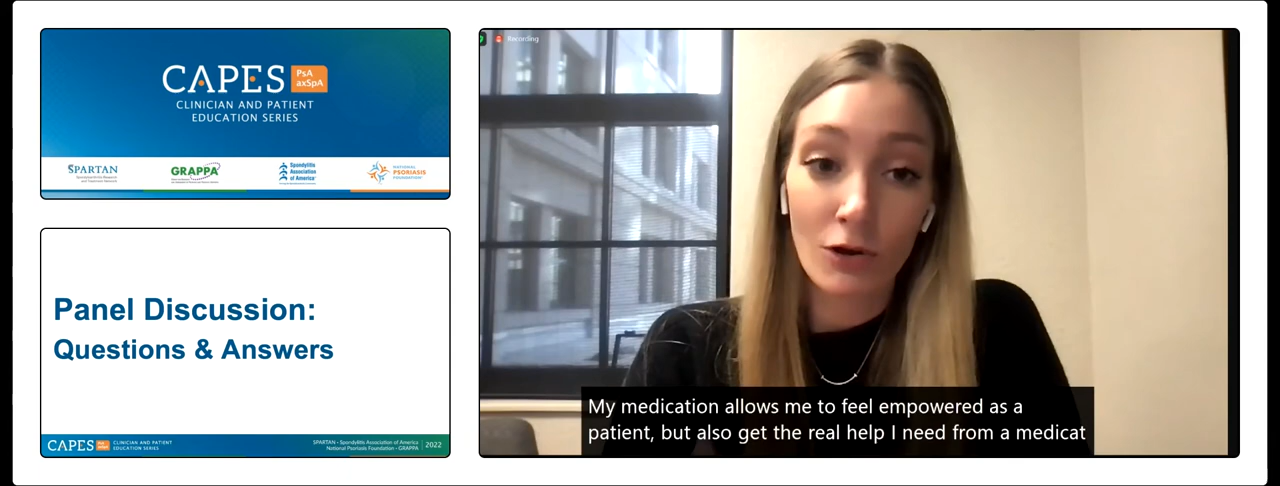 CAPES
PsA
axSpA
CLINICIAN AND PATIENT
EDUCATION SERIES
SPARTAN
GRAPPA
Spondylitis
Association
of America
NATIONAL
PSORIASIS
FOUNDATION
Panel Discussion:
Questions & Answers
CAPES
CLINICIAN AND PATIENT
EDUCATION SERIES
SPARTAN • Spondylitis Association of America
National Psoriasis Foundation • GRAPPA
2022
Recording
My medication allows me to feel empowered as a
patient, but also get the real help I need from a medicat